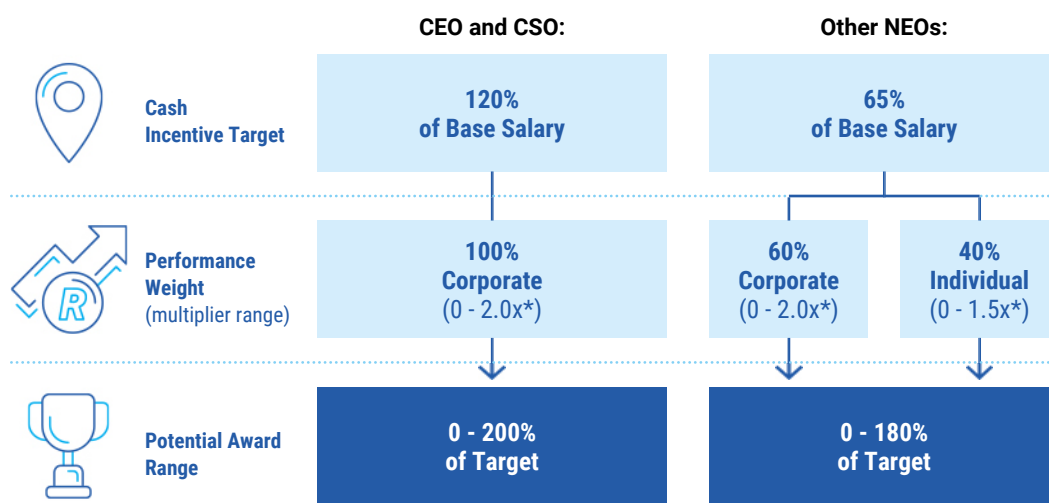 CEO and CSO:
Other NEOs:
Cash
Incentive Target
120%
of Base Salary
65%
of Base Salary
Performance
Weight
(multiplier range)
R
100%
Corporate
(0 - 2.0x*)
60%
Corporate
(0 - 2.0x*)
40%
Individual
(0 - 1.5x*)
Potential Award
Range
0 - 200%
of Target
0 - 180%
of Target